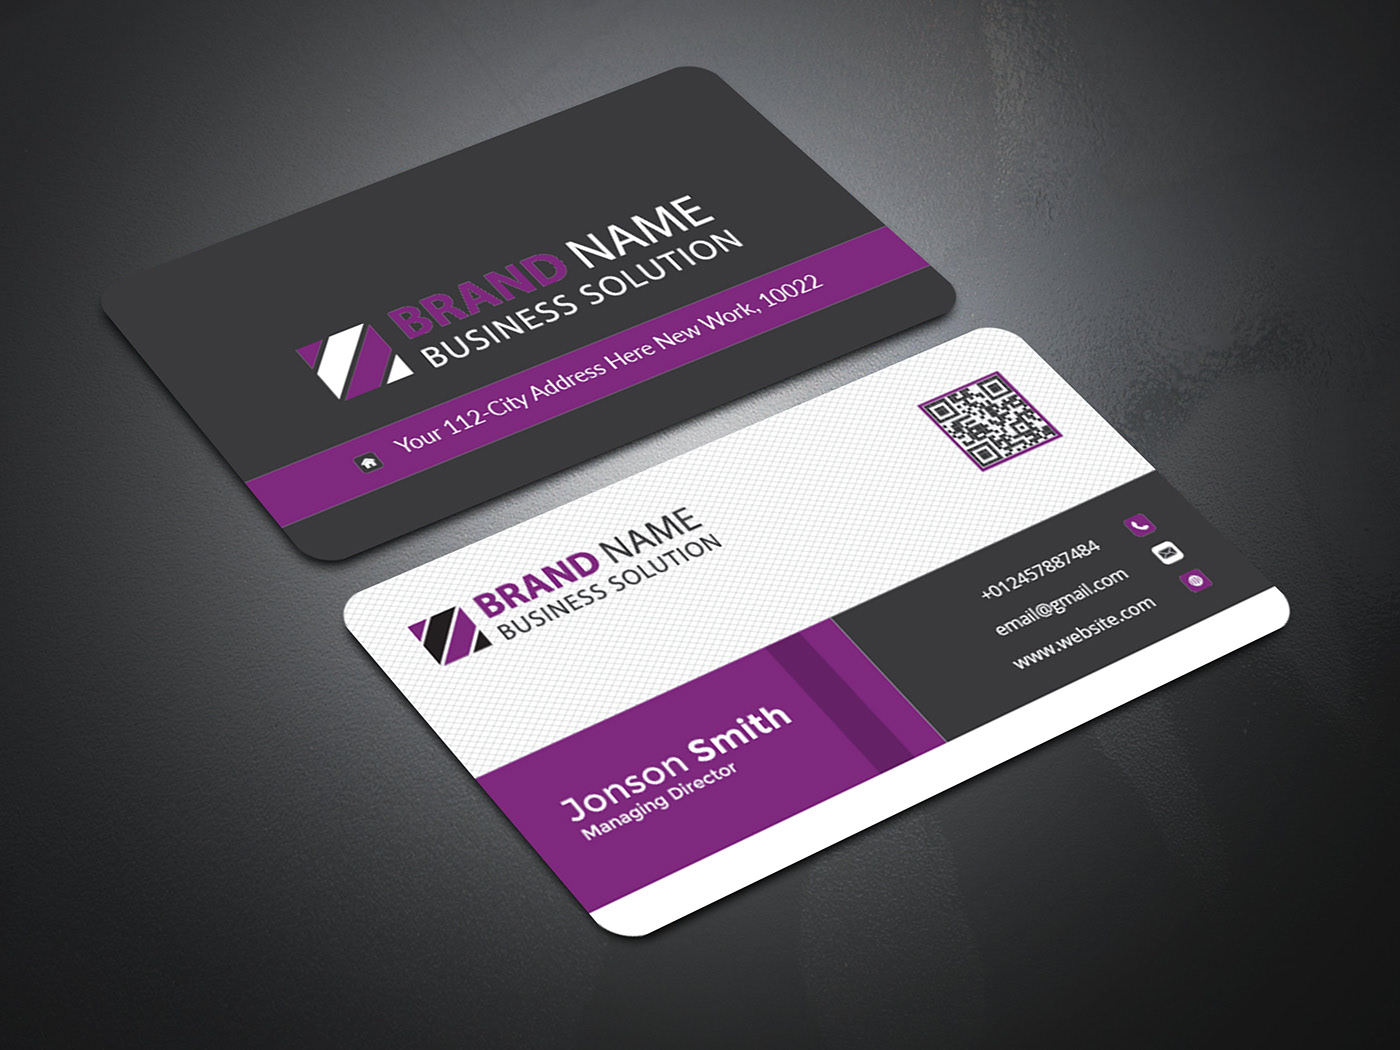 BRAND NAME
BUSINESS SOLUTION
Your 112-City Address Here New Work, 10022
BRAND NAME
BUSINESS SOLUTION
+012457887484
email@gmail.com
www.website.com
Jonson Smith
Managing Director